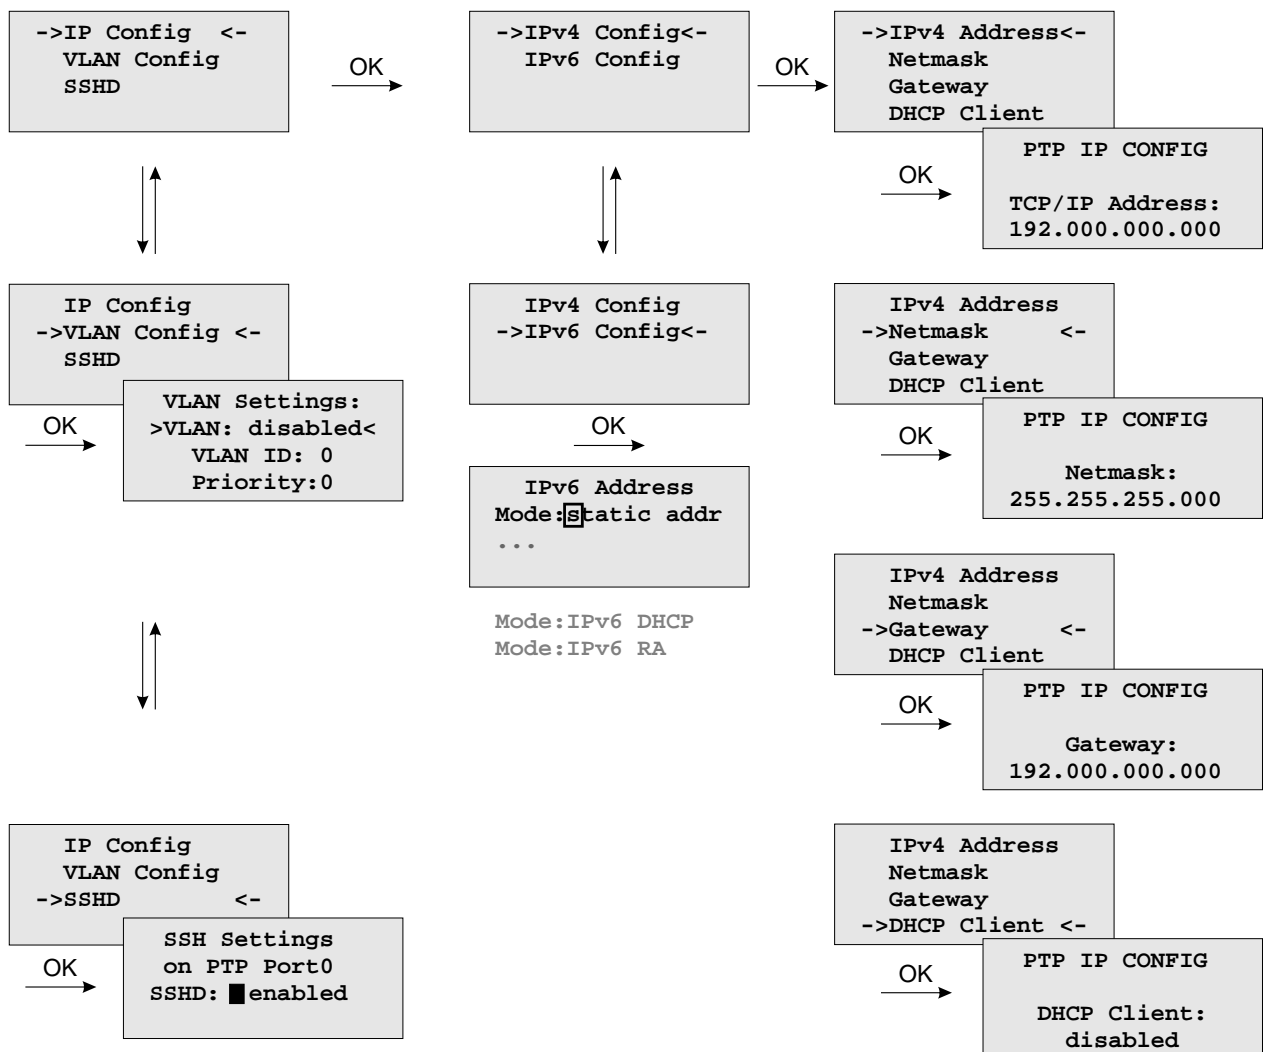 ->IP Config <-
VLAN Config
SSHD
OK
->IPv4 Config<-
IPv6 Config
OK
->IPv4 Address<-
Netmask
Gateway
DHCP Client
OK
PTP IP CONFIG
TCP/IP Address:
192.000.000.000
IP Config
->VLAN Config <-
SSHD
OK
VLAN Settings:
>VLAN: disabled<
VLAN ID: 0
Priority:0
IPv4 Config
->IPv6 Config<-
OK
IPv6 Address
Mode:static addr
...
Mode:IPv6 DHCP
Mode:IPv6 RA
IPv4 Address
->Netmask <-
Gateway
DHCP Client
OK
PTP IP CONFIG
Netmask:
255.255.255.000
IPv4 Address
Netmask
->Gateway <-
DHCP Client
OK
PTP IP CONFIG
Gateway:
192.000.000.000
IP Config
VLAN Config
->SSHD <-
OK
SSH Settings
on PTP Port0
SSHD: enabled
IPv4 Address
Netmask
Gateway
->DHCP Client <-
OK
PTP IP CONFIG
DHCP Client:
disabled